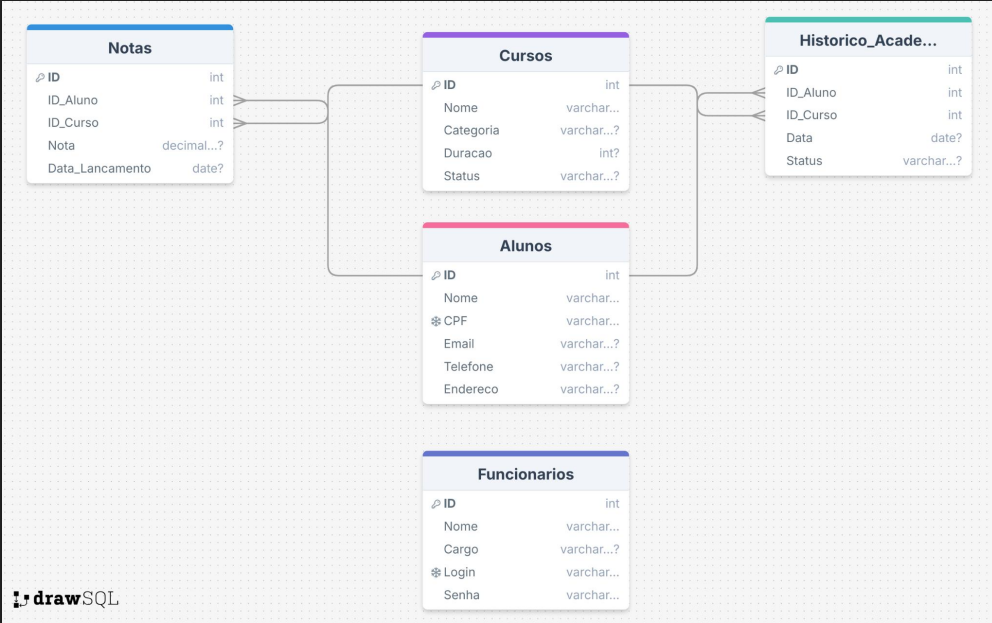 Notas
ID int
ID_Aluno int
ID_Curso int
Nota decimal...?
Data_Lancamento date?
Cursos
ID int
Nome varchar...
Categoria varchar...?
Duracao int?
Status varchar...?
Historico_Acade...
ID int
ID_Aluno int
ID_Curso int
Data date?
Status varchar...?
Alunos
ID int
Nome varchar...
CPF varchar...
Email varchar...?
Telefone varchar...?
Endereco varchar...?
Funcionarios
ID int
Nome varchar...
Cargo varchar...?
Login varchar...
Senha varchar...
drawSQL